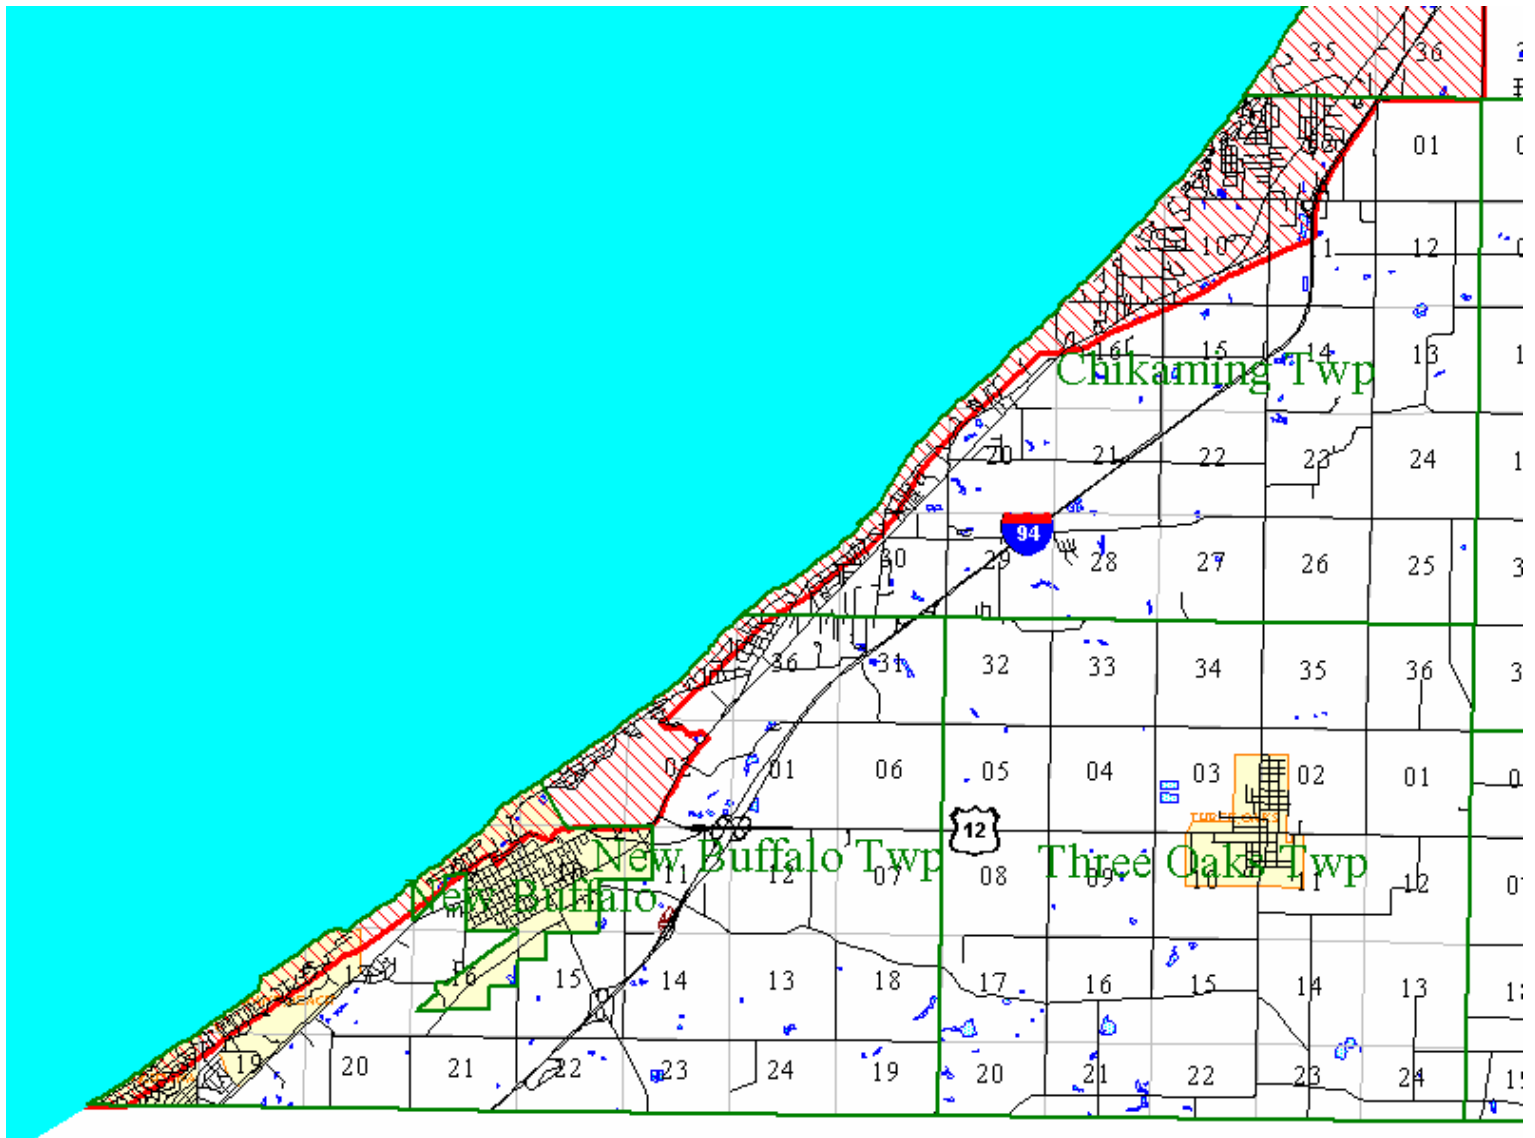 35 36
01
10 12
16 15 14 13
Chikaming Twp
20 21 22 23 24
94
30 29 28 27 26 25
36 31 32 33 34 35 36
02 01 06 05 04 03 02 01
12
THREE OAKS
New Buffalo Twp
Three Oaks Twp
11 12 07 08 09 10 11 12
New Buffalo
16 15 14 13 18 17 16 15 14 13
19 20 21 22 23 24 19 20 21 22 23 24